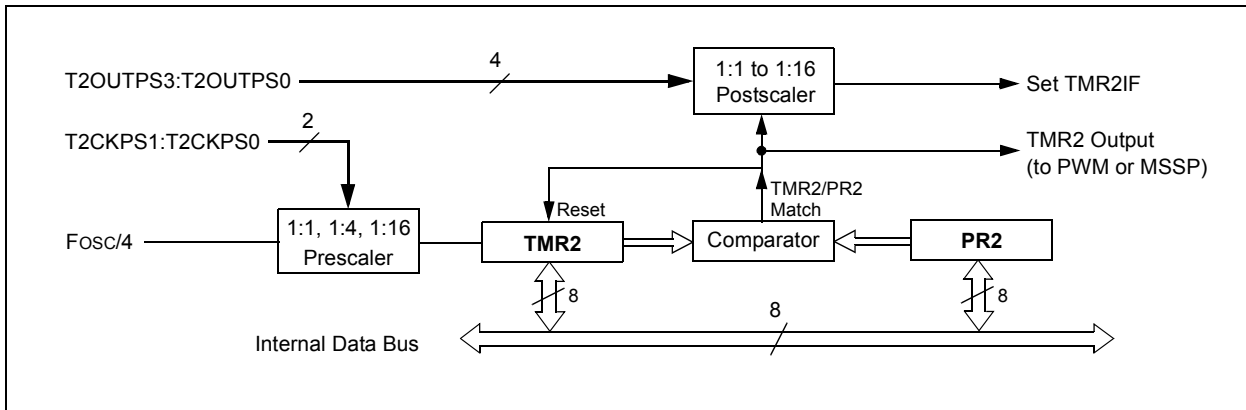 4
T2OUTPS3:T2OUTPS0
1:1 to 1:16
Postscaler
Set TMR2IF
2
T2CKPS1:T2CKPS0
TMR2 Output
(to PWM or MSSP)
TMR2/PR2
Match
Reset
FOSC/4
1:1, 1:4, 1:16
Prescaler
TMR2
Comparator
PR2
8
8
8
Internal Data Bus